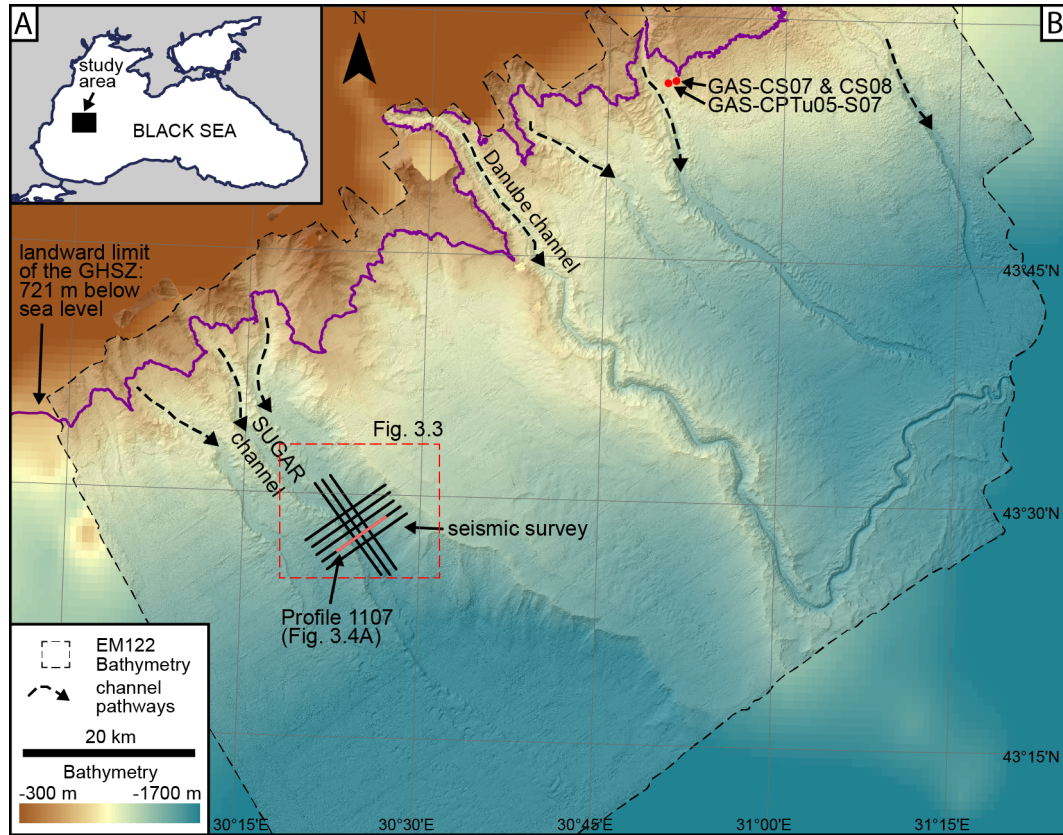 A
B
N
study
area
BLACK SEA
GAS-CS07 & CS08
GAS-CPTu05-S07
Danube channel
landward limit
of the GHSZ:
721 m below
sea level
43°45'N
SUGAR
channel
Fig. 3.3
seismic survey
43°30'N
Profile 1107
(Fig. 3.4A)
EM122
Bathymetry
channel
pathways
20 km
Bathymetry
-300 m
-1700 m
43°15'N
30°15'E
30°30'E
30°45'E
31°00'E
31°15'E